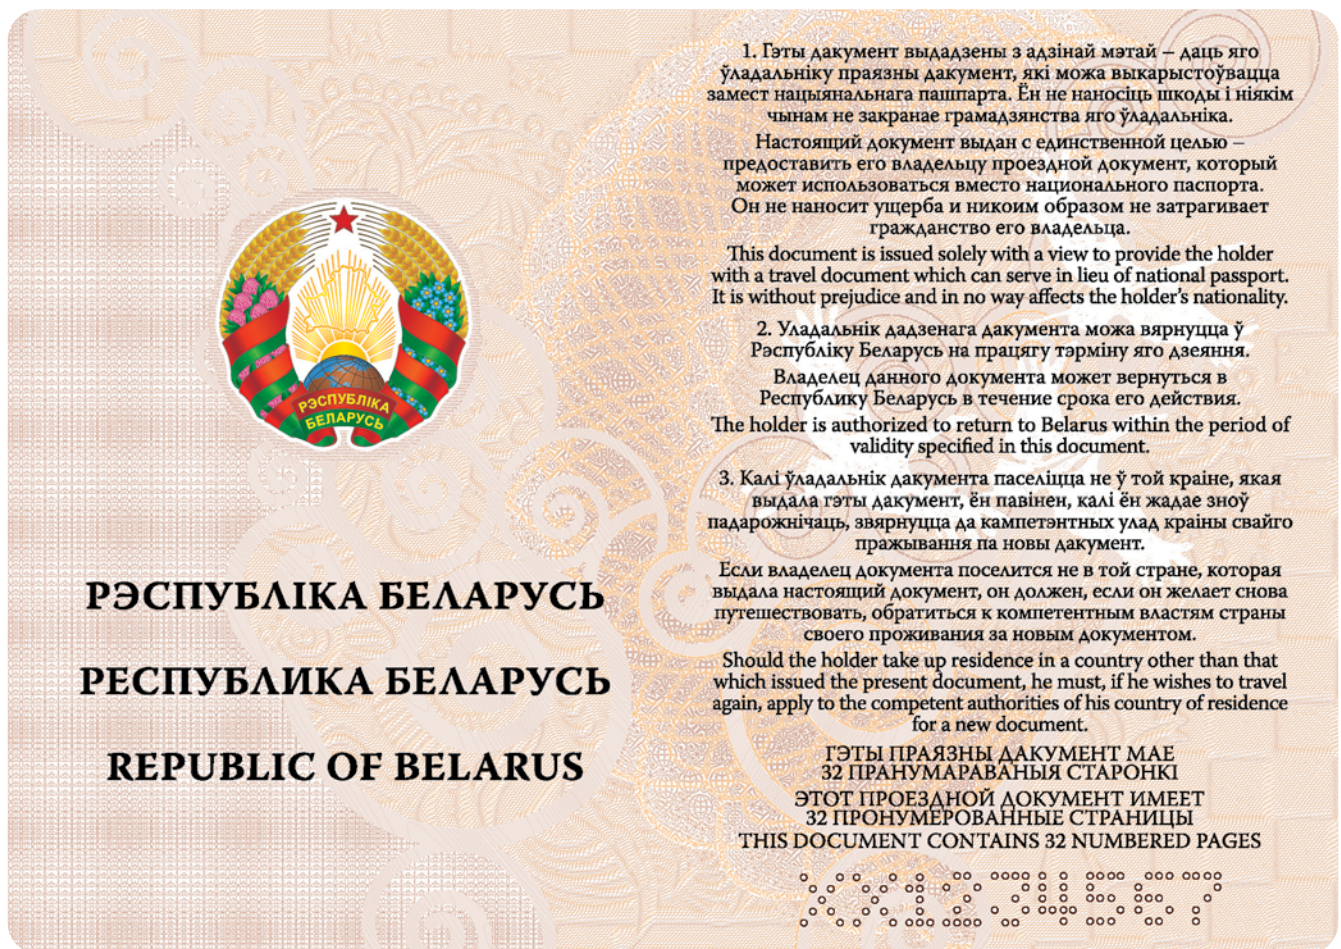 РЭСПУБЛІКА
БЕЛАРУСЬ
РЭСПУБЛІКА БЕЛАРУСЬ
РЕСПУБЛИКА БЕЛАРУСЬ
REPUBLIC OF BELARUS
1. Гэты дакумент выдадзены з адзінай мэтай – даць яго
ўладальніку праязны дакумент, які можа выкарыстоўвацца
замест нацыянальнага пашпарта. Ён не наносіць шкоды і ніякім
чынам не закранае грамадзянства яго ўладальніка.
Настоящий документ выдан с единственной целью –
предоставить его владельцу проездной документ, который
может использоваться вместо национального паспорта.
Он не наносит ущерба и никоим образом не затрагивает
гражданство его владельца.
This document is issued solely with a view to provide the holder
with a travel document which can serve in lieu of national passport.
It is without prejudice and in no way affects the holder's nationality.
2. Уладальнік дадзенага дакумента можа вярнуцца ў
Рэспубліку Беларусь на працягу тэрміну яго дзеяння.
Владелец данного документа может вернуться в
Республику Беларусь в течение срока его действия.
The holder is authorized to return to Belarus within the period of
validity specified in this document.
3. Калі ўладальнік дакумента паселіцца не ў той краіне, якая
выдала гэты дакумент, ён павінен, калі ён жадае зноў
падарожнічаць, звярнуцца да кампетэнтных улад краіны свайго
пражывання па новы дакумент.
Если владелец документа поселится не в той стране, которая
выдала настоящий документ, он должен, если он желает снова
путешествовать, обратиться к компетентным властям страны
своего проживания за новым документом.
Should the holder take up residence in a country other than that
which issued the present document, he must, if he wishes to travel
again, apply to the competent authorities of his country of residence
for a new document.
ГЭТЫ ПРАЯЗНЫ ДАКУМЕНТ МАЕ
32 ПРАНУМАРАВАНЫЯ СТАРОНКІ
ЭТОТ ПРОЕЗДНОЙ ДОКУМЕНТ ИМЕЕТ
32 ПРОНУМЕРОВАННЫЕ СТРАНИЦЫ
THIS DOCUMENT CONTAINS 32 NUMBERED PAGES